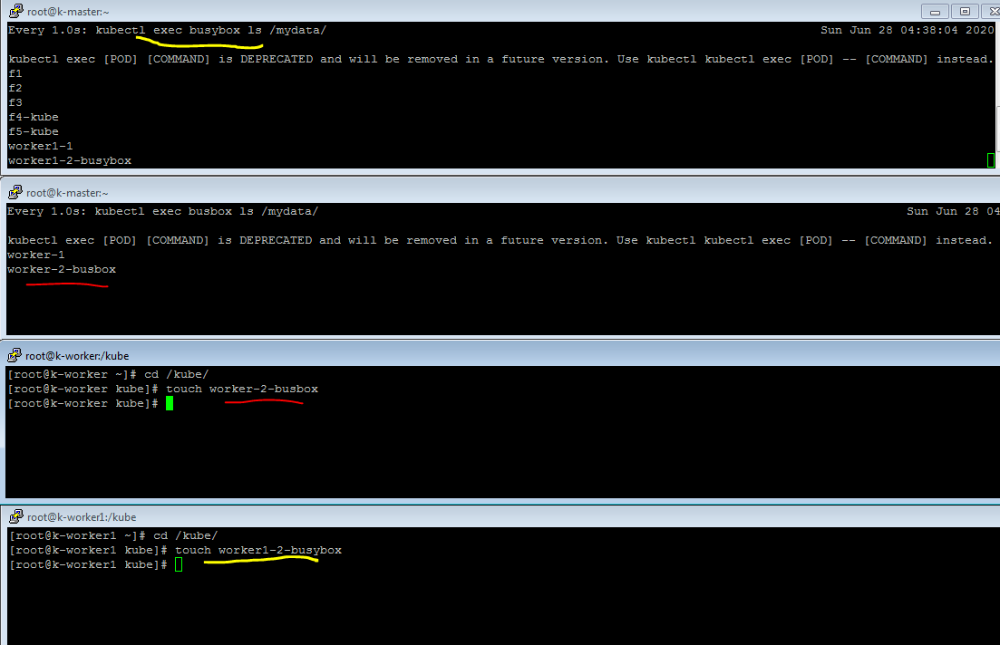 root@k-master:~
Every 1.0s: kubectl exec busybox ls /mydata/ Sun Jun 28 04:38:04 2020
kubectl exec [POD] [COMMAND] is DEPRECATED and will be removed in a future version. Use kubectl kubectl exec [POD] -- [COMMAND] instead.
f1
f2
f3
f4-kube
f5-kube
worker1-1
worker1-2-busybox
root@k-master:~
Every 1.0s: kubectl exec busbox ls /mydata/ Sun Jun 28 04
kubectl exec [POD] [COMMAND] is DEPRECATED and will be removed in a future version. Use kubectl kubectl exec [POD] -- [COMMAND] instead.
worker-1
worker-2-busbox
root@k-worker:/kube
[root@k-worker ~]# cd /kube/
[root@k-worker kube]# touch worker-2-busbox
[root@k-worker kube]#
root@k-worker1:/kube
[root@k-worker1 ~]# cd /kube/
[root@k-worker1 kube]# touch worker1-2-busybox
[root@k-worker1 kube]#